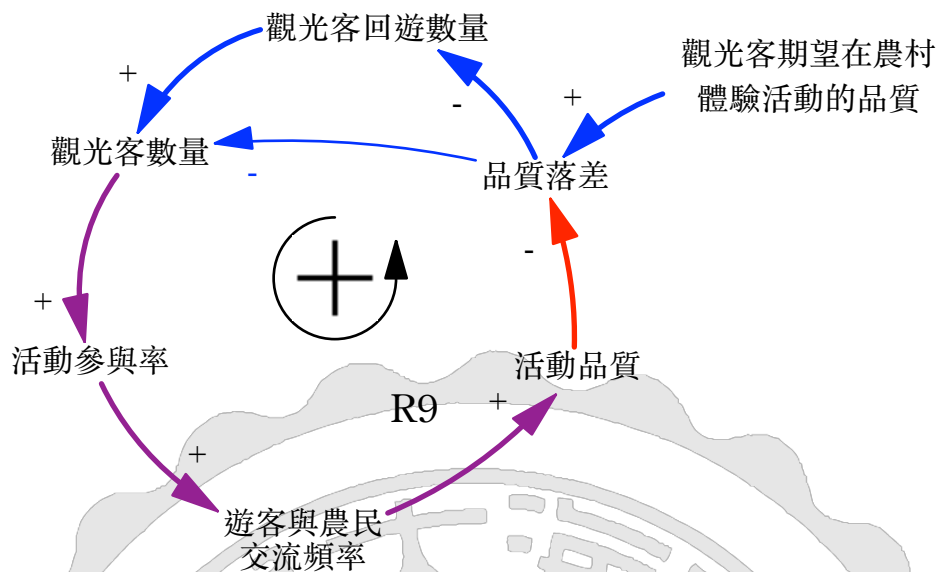 觀光客回遊數量
觀光客期望在農村
體驗活動的品質
+
-
+
觀光客數量
-
品質落差
-
+
+
活動參與率
活動品質
R9
+
+
遊客與農民
交流頻率